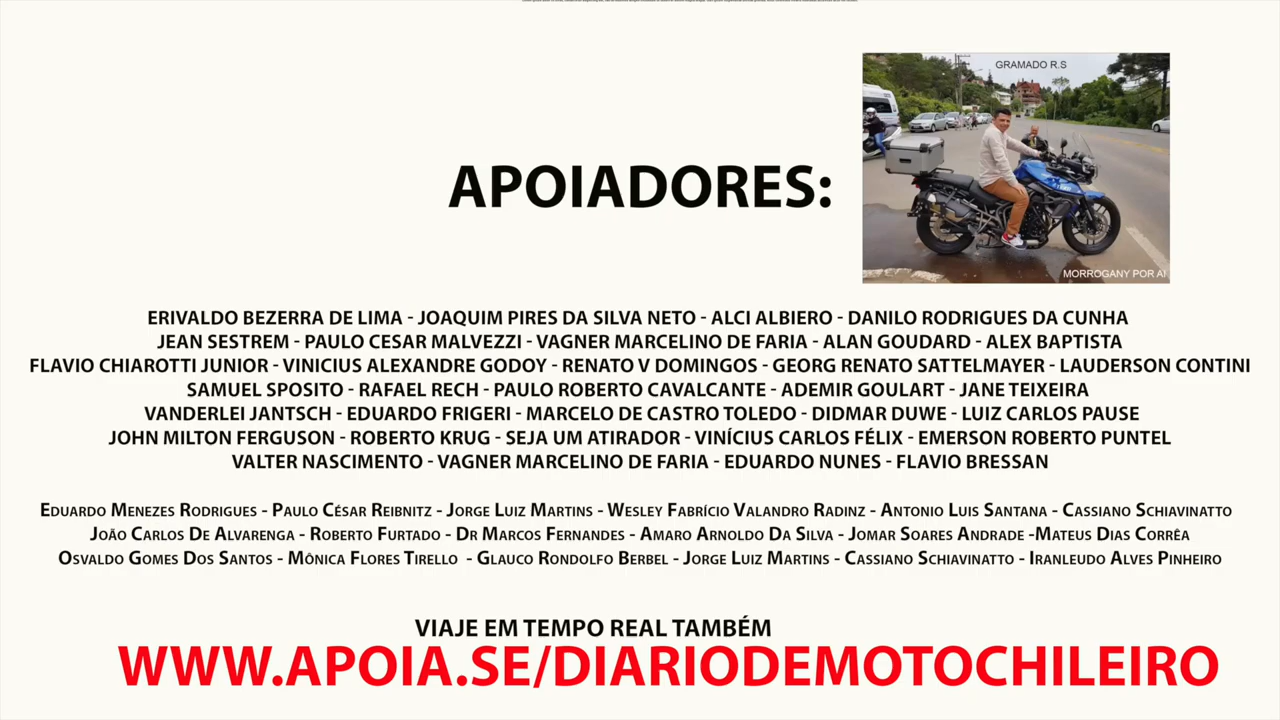 GRAMADO R.S
APOIADORES:
MORROGANY POR AI
ERIVALDO BEZERRA DE LIMA - JOAQUIM PIRES DA SILVA NETO - ALCI ALBIERO - DANILO RODRIGUES DA CUNHA
JEAN SESTREM - PAULO CESAR MALVEZZI - VAGNER MARCELINO DE FARIA - ALAN GOUDARD - ALEX BAPTISTA
FLAVIO CHIAROTTI JUNIOR - VINICIUS ALEXANDRE GODOY - RENATO V DOMINGOS - GEORG RENATO SATTELMAYER - LAUDERSON CONTINI
SAMUEL SPOSITO - RAFAEL RECH - PAULO ROBERTO CAVALCANTE - ADEMIR GOULART - JANE TEIXEIRA
VANDERLEI JANTSCH - EDUARDO FRIGERI - MARCELO DE CASTRO TOLEDO - DIDMAR DUWE - LUIZ CARLOS PAUSE
JOHN MILTON FERGUSON - ROBERTO KRUG - SEJA UM ATIRADOR - VINÍCIUS CARLOS FÉLIX - EMERSON ROBERTO PUNTEL
VALTER NASCIMENTO - VAGNER MARCELINO DE FARIA - EDUARDO NUNES - FLAVIO BRESSAN
EDUARDO MENEZES RODRIGUES - PAULO CÉSAR REIBNITZ - JORGE LUIZ MARTINS - WESLEY FABRÍCIO VALANDRO RADINZ - ANTONIO LUIS SANTANA - CASSIANO SCHIAVINATTO
JOÃO CARLOS DE ALVARENGA - ROBERTO FURTADO - DR MARCOS FERNANDES - AMARO ARNOLDO DA SILVA - JOMAR SOARES ANDRADE -MATEUS DIAS CORRÊA
OSVALDO GOMES DOS SANTOS - MÔNICA FLORES TIRELLO - GLAUCO RONDOLFO BERBEL - JORGE LUIZ MARTINS - CASSIANO SCHIAVINATTO - IRANLEUDO ALVES PINHEIRO
VIAJE EM TEMPO REAL TAMBÉM
WWW.APOIA.SE/DIARIODEMOTOCHILEIRO